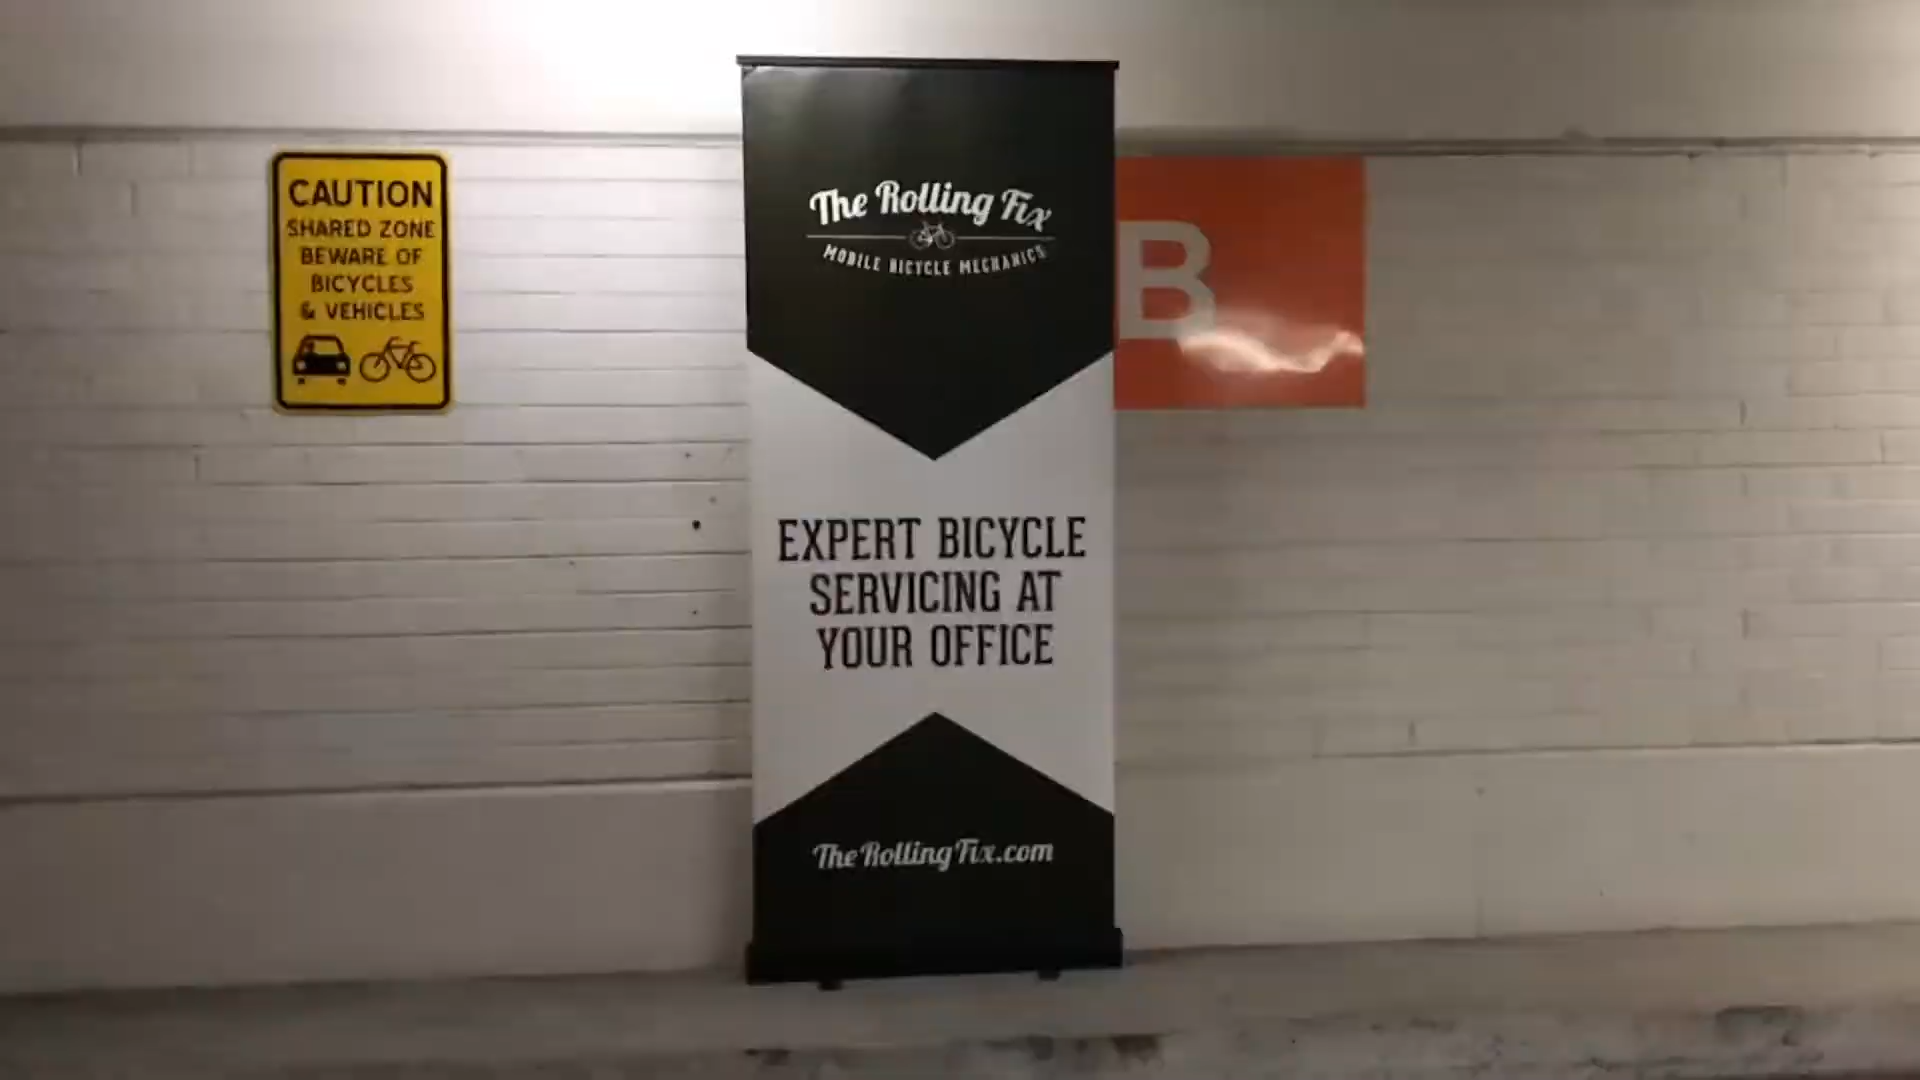 CAUTION
SHARED ZONE
BEWARE OF
BICYCLES
& VEHICLES
The Rolling Fix
MOBILE BICYCLE MECHANICS
B
EXPERT BICYCLE
SERVICING AT
YOUR OFFICE
TheRollingFix.com